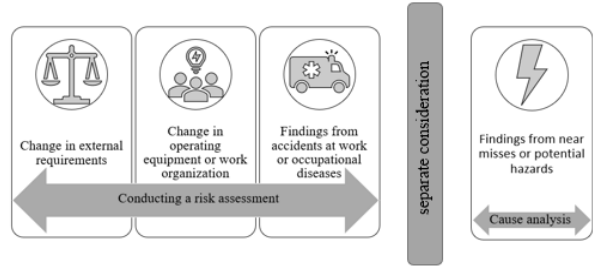 Change in external
requirements
Change in
operating
equipment or work
organization
Findings from
accidents at work
or occupational
diseases
Conducting a risk assessment
separate consideration
Findings from near
misses or potential
hazards
Cause analysis